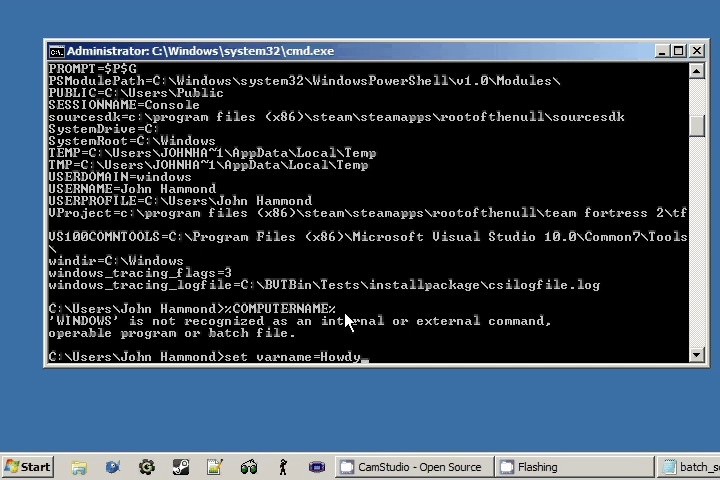 Administrator: C:\Windows\system32\cmd.exe
PROMPT=$P$G
PSModulePath=C:\Windows\system32\WindowsPowerShell\v1.0\Modules\
PUBLIC=C:\Users\Public
SESSIONNAME=Console
sourcesdk=c:\program files (x86)\steam\steamapps\rootofthenull\sourcesdk
SystemDrive=C:
SystemRoot=C:\Windows
TEMP=C:\Users\JOHNHA~1\AppData\Local\Temp
TMP=C:\Users\JOHNHA~1\AppData\Local\Temp
USERDOMAIN=windows
USERNAME=John Hammond
USERPROFILE=C:\Users\John Hammond
VProject=c:\program files (x86)\steam\steamapps\rootofthenull\team fortress 2\tf
VS100COMNTOOLS=C:\Program Files (x86)\Microsoft Visual Studio 10.0\Common7\Tools
\
windir=C:\Windows
windows_tracing_flags=3
windows_tracing_logfile=C:\BVTBin\Tests\installpackage\csilogfile.log
C:\Users\John Hammond>%COMPUTERNAME%
'WINDOWS' is not recognized as an internal or external command,
operable program or batch file.
C:\Users\John Hammond>set varname=Howdy_
Start
CamStudio - Open Source
Flashing
batch_sc